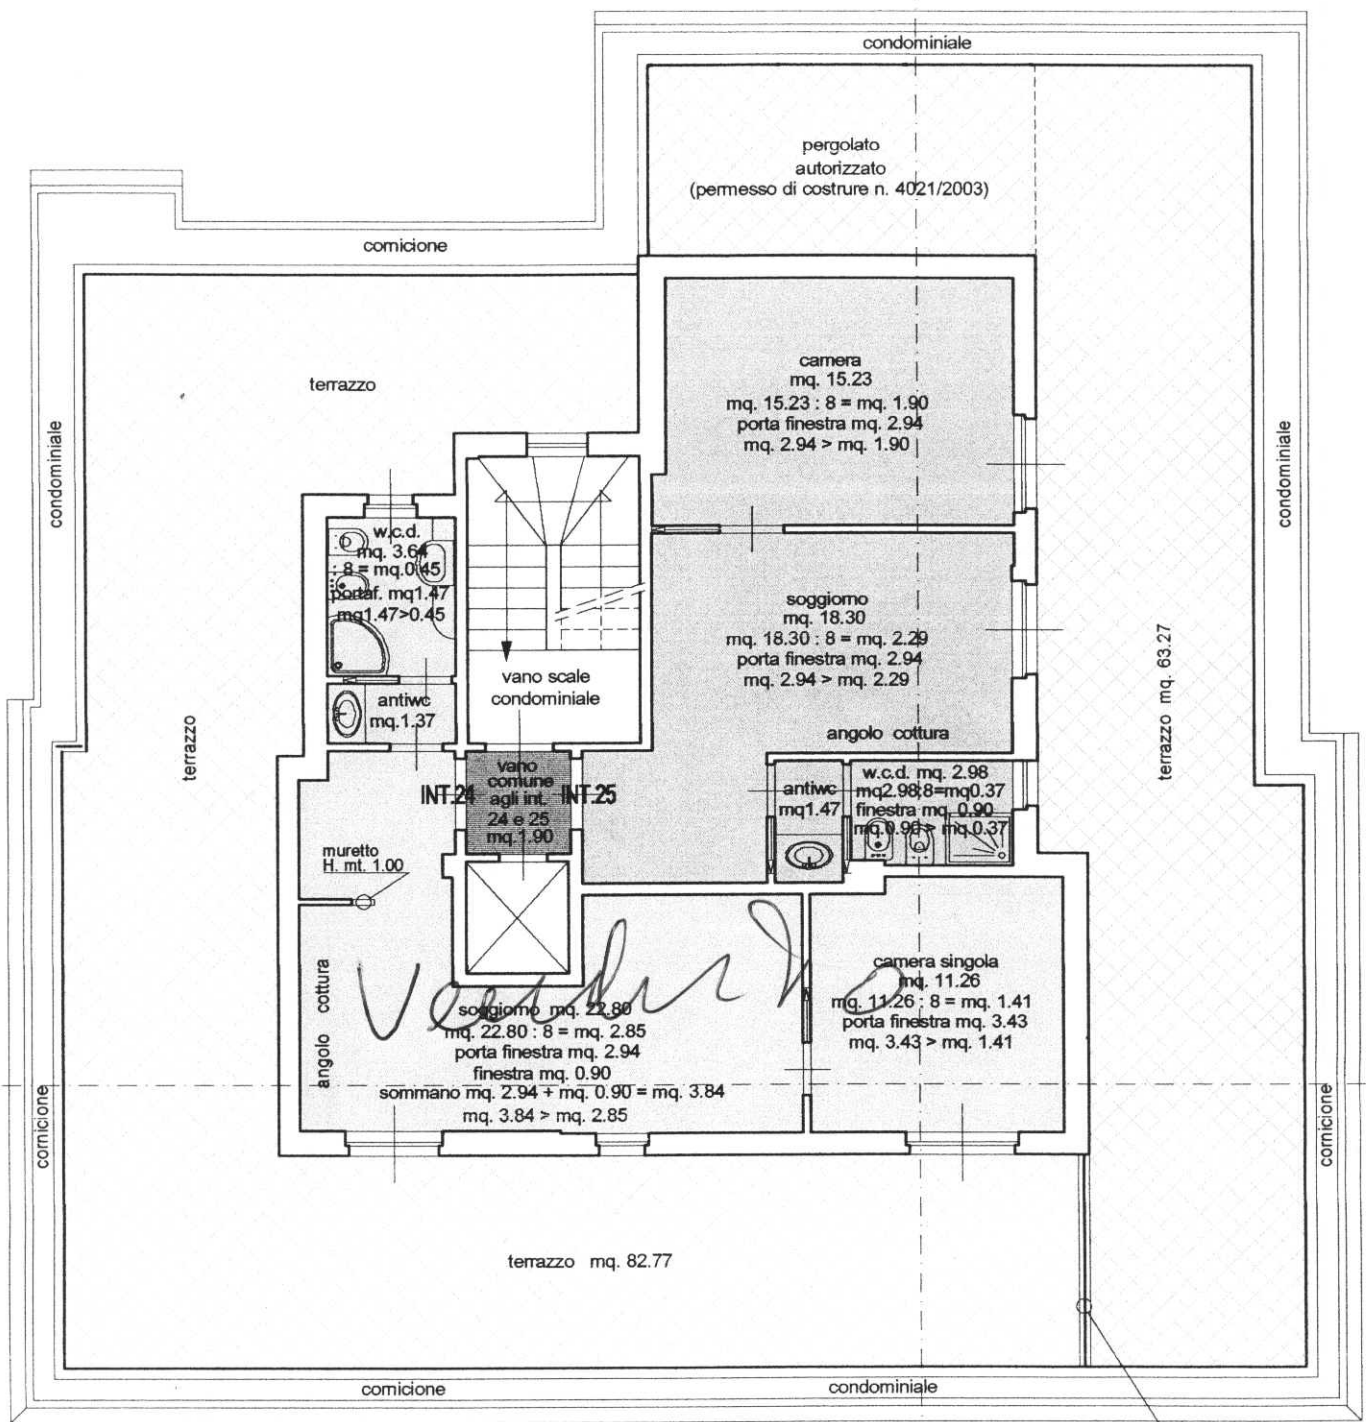 condominiale
pergolato
autorizzato
(permesso di costrure n. 4021/2003)
cornicione
terrazzo
condominiale
camera
mq. 15.23
mq. 15.23 : 8 = mq. 1.90
porta finestra mq. 2.94
mq. 2.94 > mq. 1.90
condominiale
w.c.d.
mq. 3.64
: 8 = mq.0.45
portaf. mq1.47
mq1.47>0.45
soggiorno
mq. 18.30
mq. 18.30 : 8 = mq. 2.29
porta finestra mq. 2.94
mq. 2.94 > mq. 2.29
angolo cottura
terrazzo mq. 63.27
vano scale
condominiale
antiwc
mq.1.37
terrazzo
vano
comune
agli int.
24 e 25
mq.1.90
INT.24
INT.25
antiwc
mq1.47
w.c.d. mq. 2.98
mq2.98:8=mq0.37
finestra mq. 0.90
mq.0.90 > mq.0.37
muretto
H. mt. 1.00
angolo cottura
Venduto
soggiorno mq. 22.80
mq. 22.80 : 8 = mq. 2.85
porta finestra mq. 2.94
finestra mq. 0.90
sommano mq. 2.94 + mq. 0.90 = mq. 3.84
mq. 3.84 > mq. 2.85
camera singola
mq. 11.26
mq. 11.26 : 8 = mq. 1.41
porta finestra mq. 3.43
mq. 3.43 > mq. 1.41
cornicione
cornicione
terrazzo mq. 82.77
cornicione
condominiale